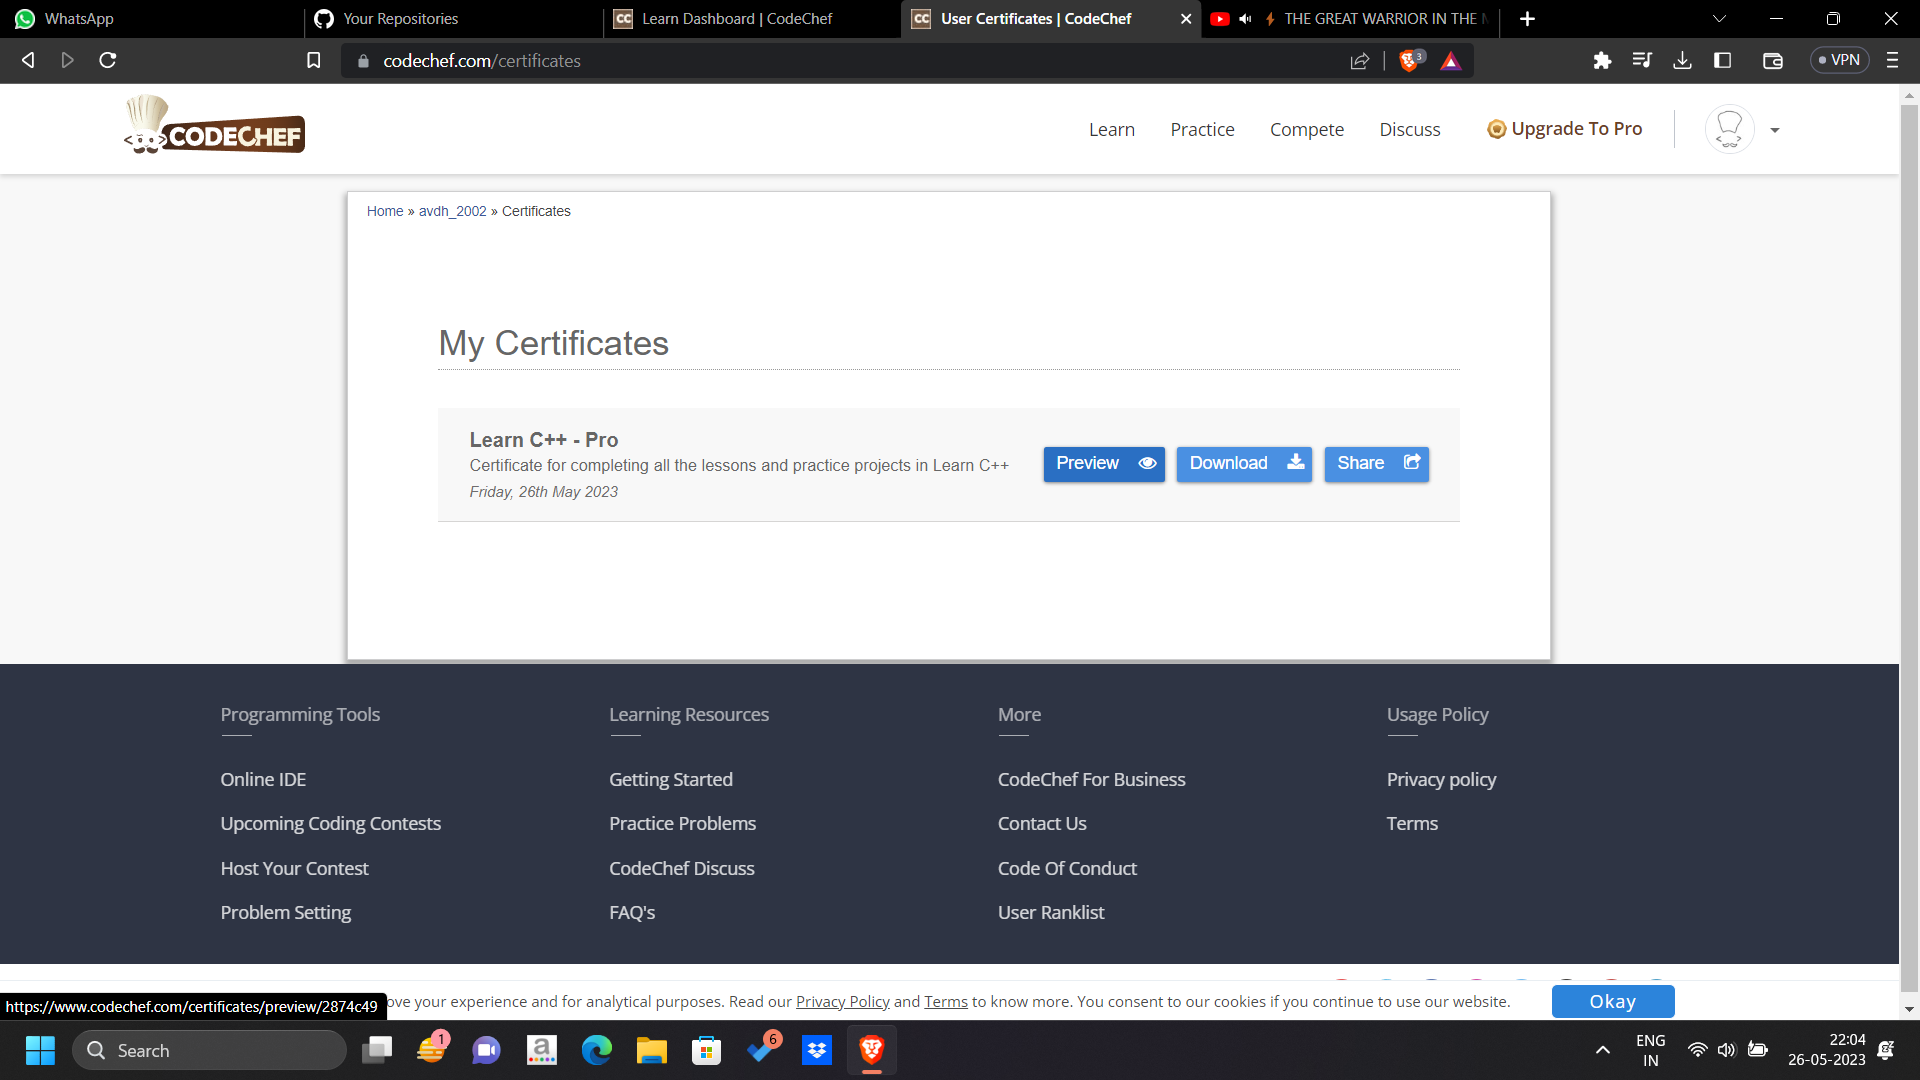 WhatsApp
Your Repositories
CC Learn Dashboard | CodeChef
CC User Certificates | CodeChef
THE GREAT WARRIOR IN THE
codechef.com/certificates
3
VPN
CODECHEF
Learn
Practice
Compete
Discuss
Upgrade To Pro
Home » avdh_2002 » Certificates
My Certificates
Learn C++ - Pro
Certificate for completing all the lessons and practice projects in Learn C++
Friday, 26th May 2023
Preview
Download
Share
Programming Tools
Learning Resources
More
Usage Policy
Online IDE
Getting Started
CodeChef For Business
Privacy policy
Upcoming Coding Contests
Practice Problems
Contact Us
Terms
Host Your Contest
CodeChef Discuss
Code Of Conduct
Problem Setting
FAQ's
User Ranklist
https://www.codechef.com/certificates/preview/2874c49
your experience and for analytical purposes. Read our Privacy Policy and Terms to know more. You consent to our cookies if you continue to use our website.
Okay
Search
1
a
6
ENG
IN
22:04
26-05-2023